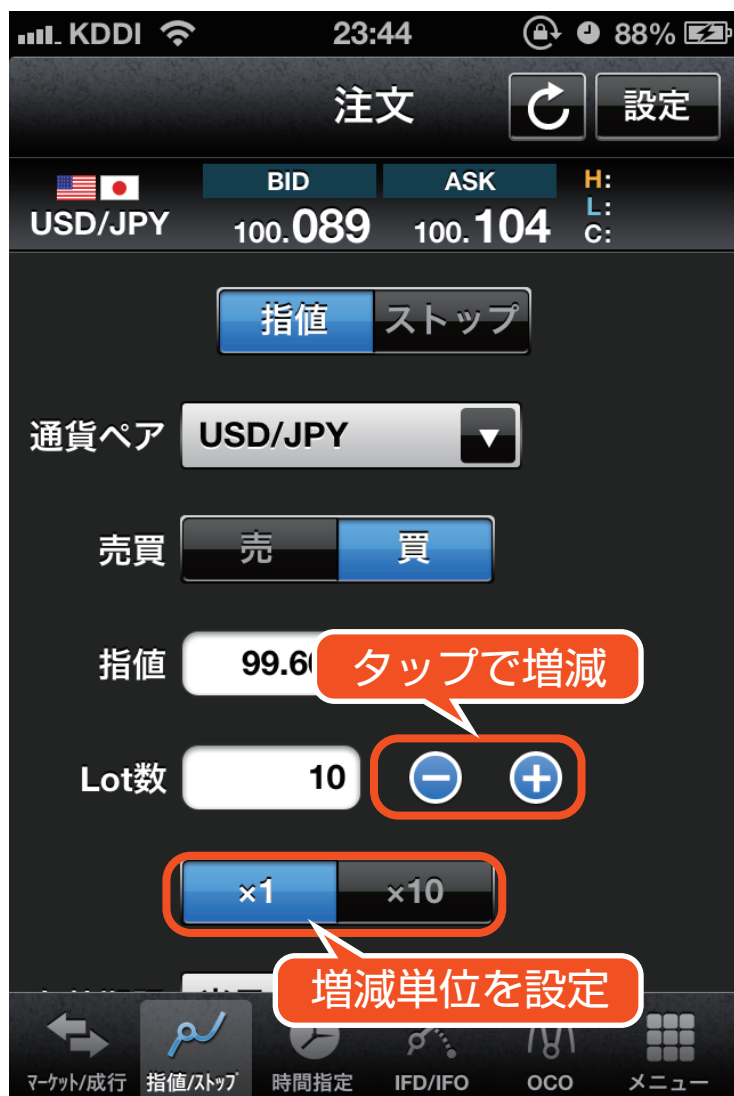 KDDI 23:44 88%
注文 設定
BID ASK H:
USD/JPY 100.089 100.104 L:
C:
指値 ストップ
通貨ペア USD/JPY
売買 売 買
指値
タップで増減
Lot数 10
×1 ×10
増減単位を設定
マーケット/成行 指値/ストップ 時間指定 IFD/IFO OCO メニュー